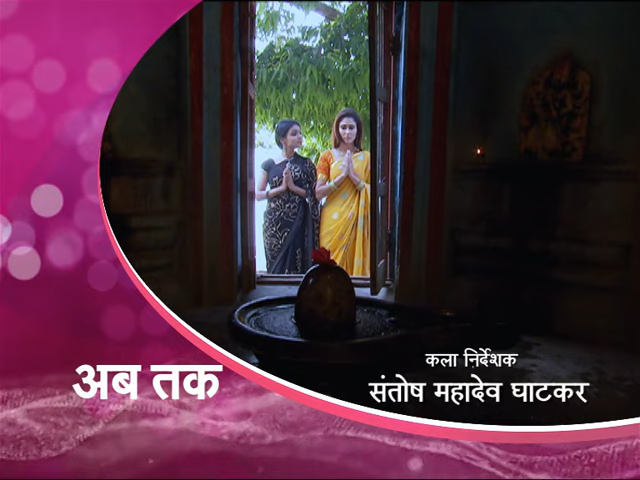 अब तक
कला निर्देशक
संतोष महादेव घाटकर